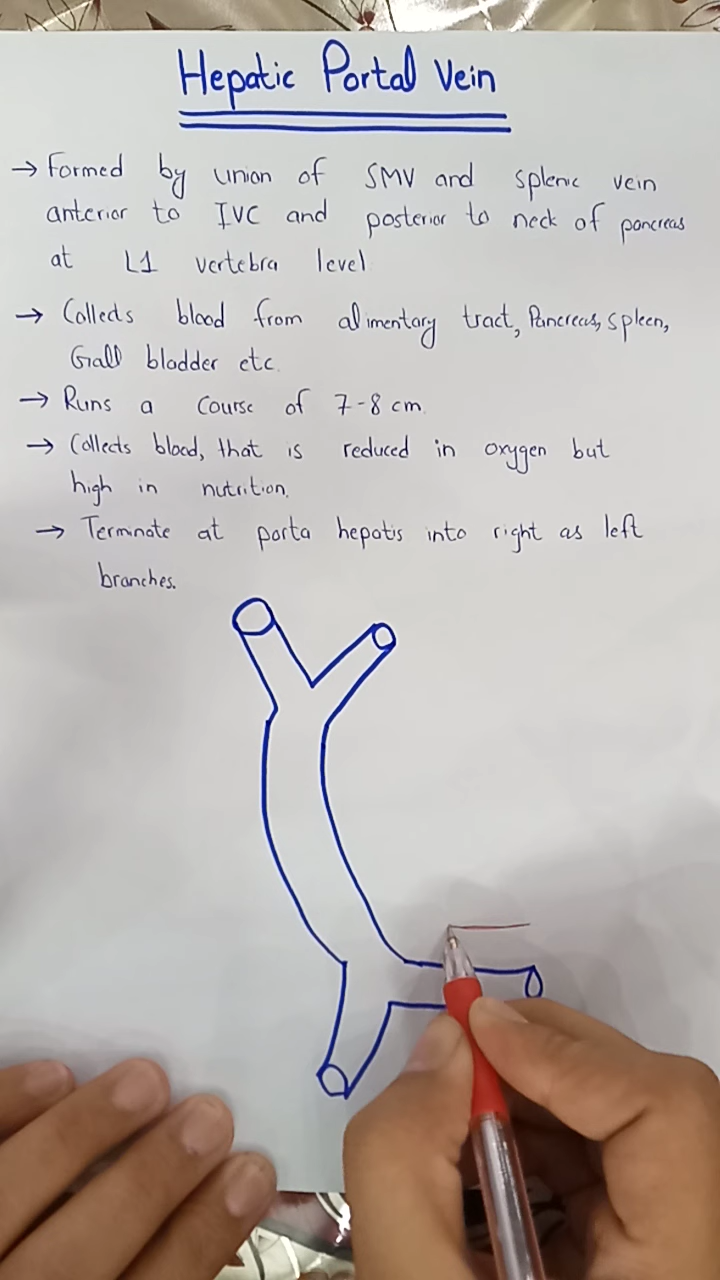 Hepatic Portal Vein
→ Formed by union of SMV and splenic vein
anterior to IVC and posterior to neck of pancreas
at L1 vertebra level
→ Collects blood from alimentary tract, Pancreas, Spleen,
Gall bladder etc.
→ Runs a course of 7-8 cm.
→ Collects blood, that is reduced in oxygen but
high in nutrition.
→ Terminate at porta hepatis into right as left
branches.